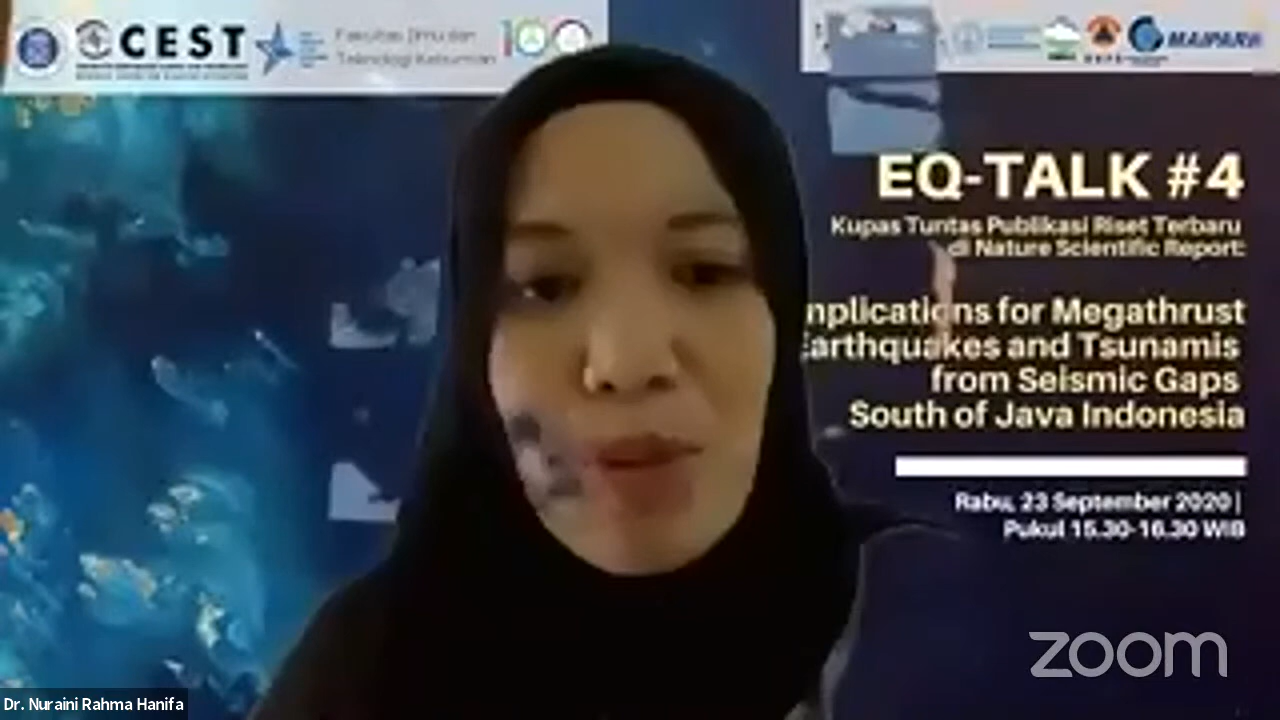 CEST
Fakultas Ilmu dan
Teknologi Kebumian
MAIPARK
EQ-TALK #4
Kupas Tuntas Publikasi Riset Terbaru
di Nature Scientific Report:
mplications for Megathrust
Earthquakes and Tsunamis
from Seismic Gaps
South of Java Indonesia
Rabu, 23 September 2020 |
Pukul 15.30-16.30 WIB
zoom
Dr. Nuraini Rahma Hanifa